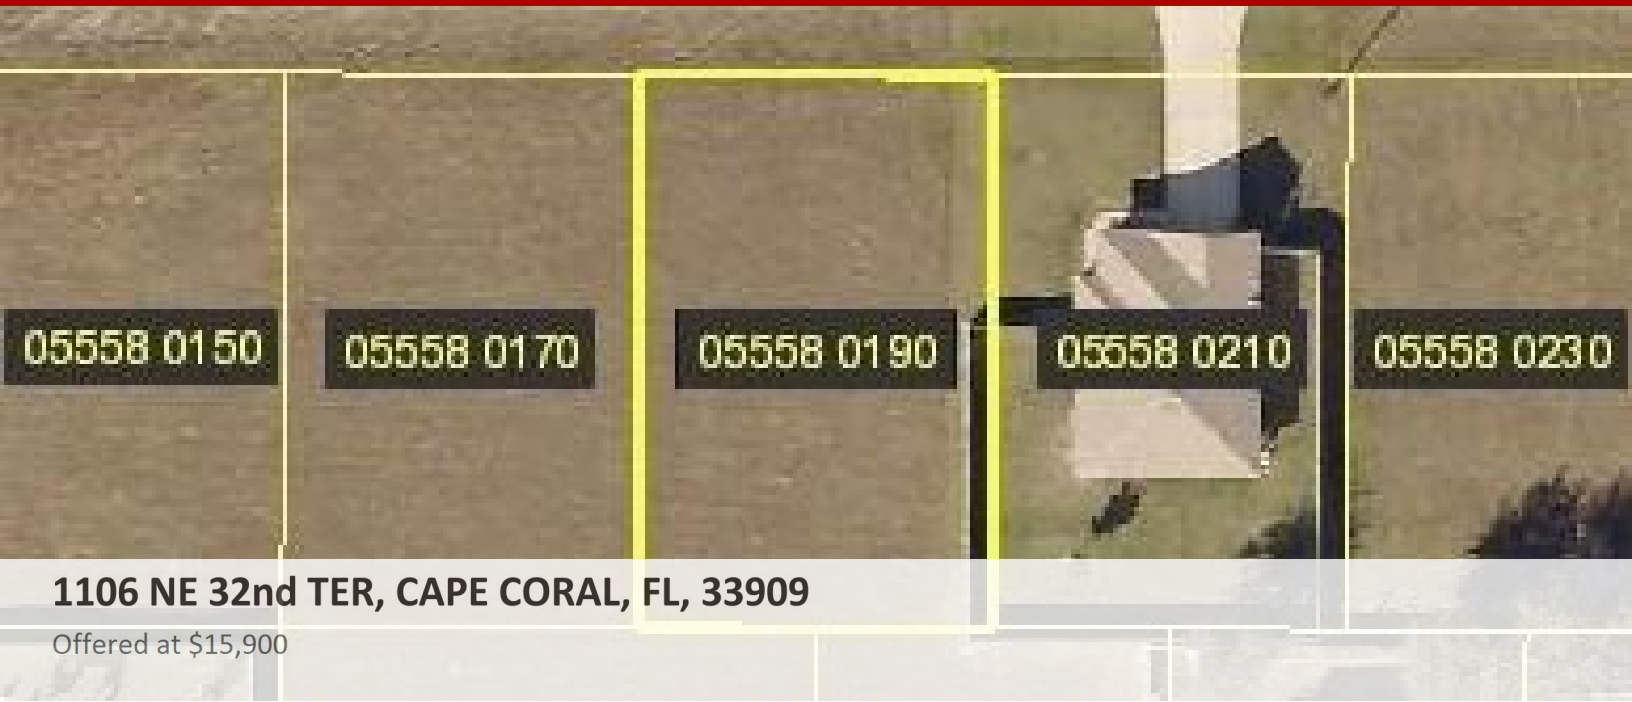 05558 0150 05558 0170 05558 0190 05558 0210 05558 0230
1106 NE 32nd TER, CAPE CORAL, FL, 33909
Offered at $15,900